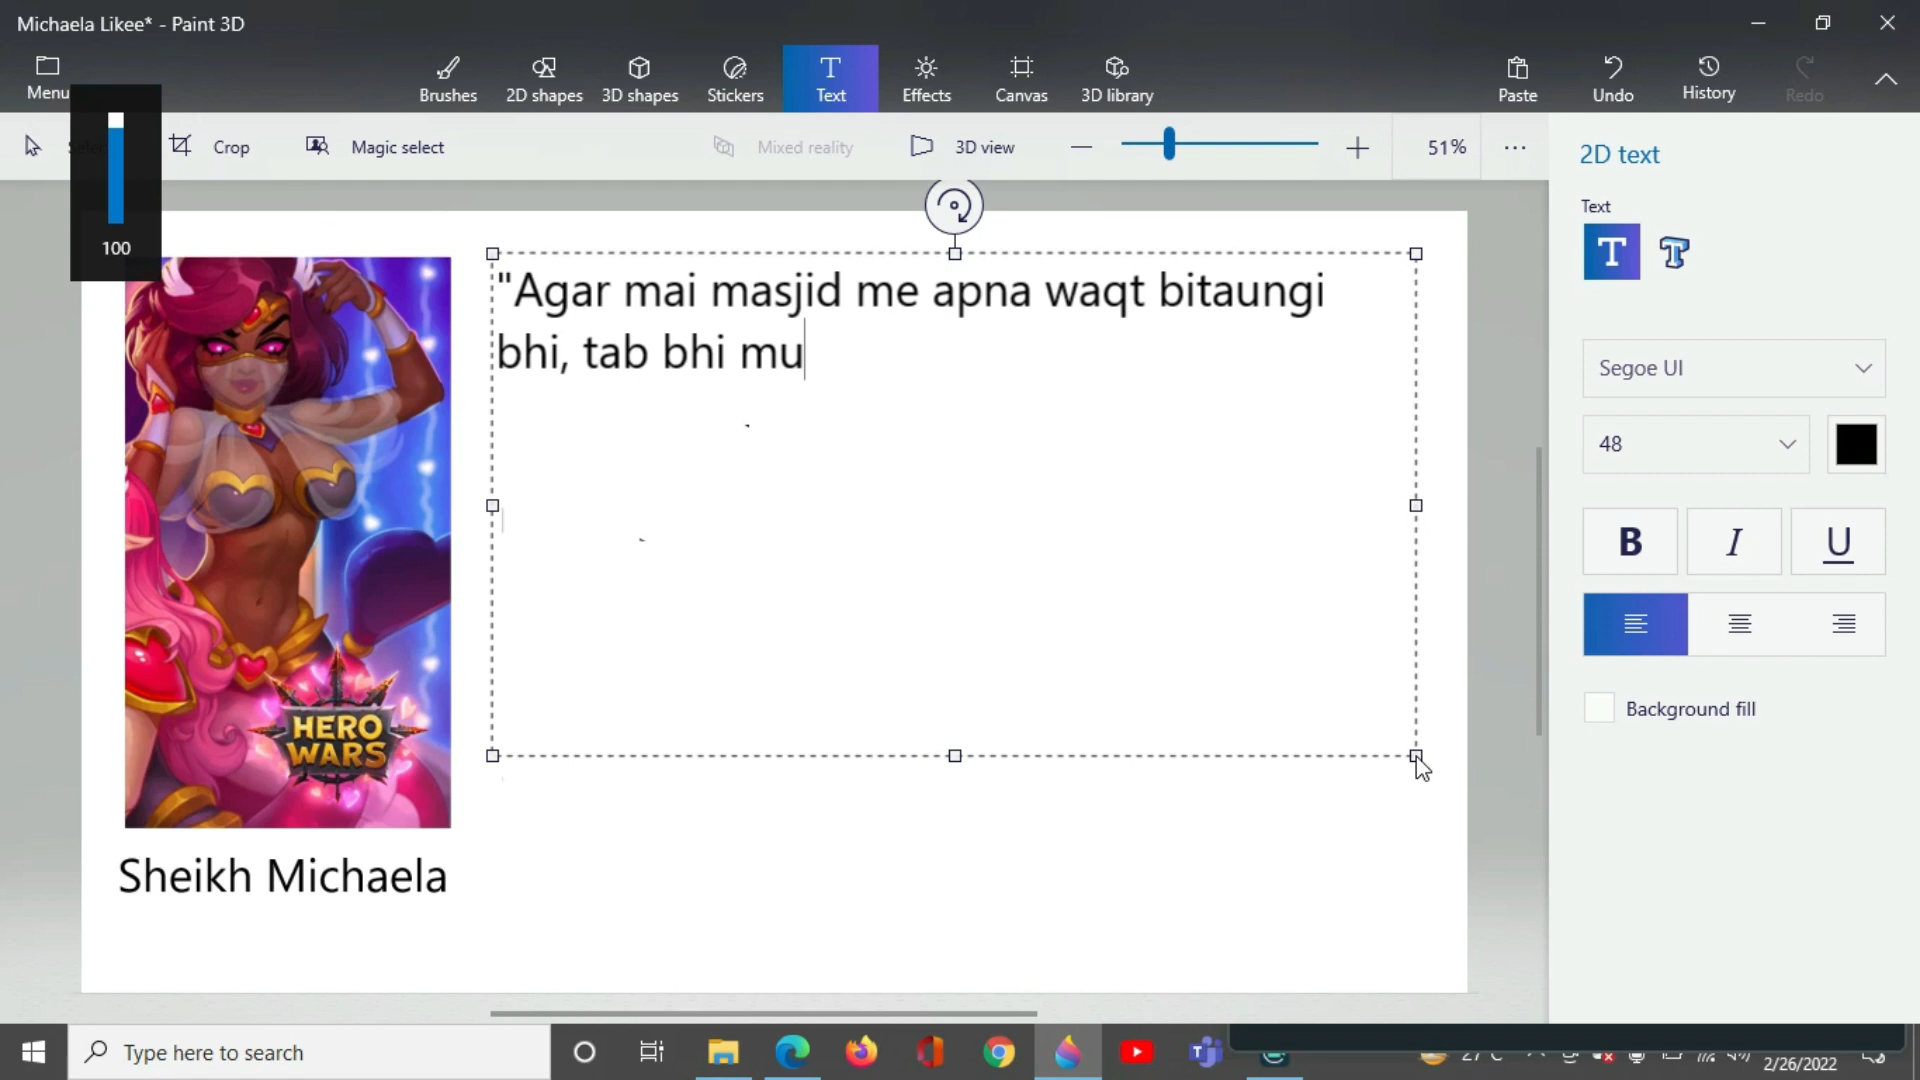 Michaela Likee* - Paint 3D
Menu
Brushes
2D shapes
3D shapes
Stickers
Text
Effects
Canvas
3D library
Paste
Undo
History
Redo
Select
Crop
Magic select
Mixed reality
3D view
51%
100
2D text
Text
Segoe UI
48
B
I
U
Background fill
"Agar mai masjid me apna waqt bitaungi
bhi, tab bhi mu
HERO
WARS
Sheikh Michaela
Type here to search
27°C
2/26/2022